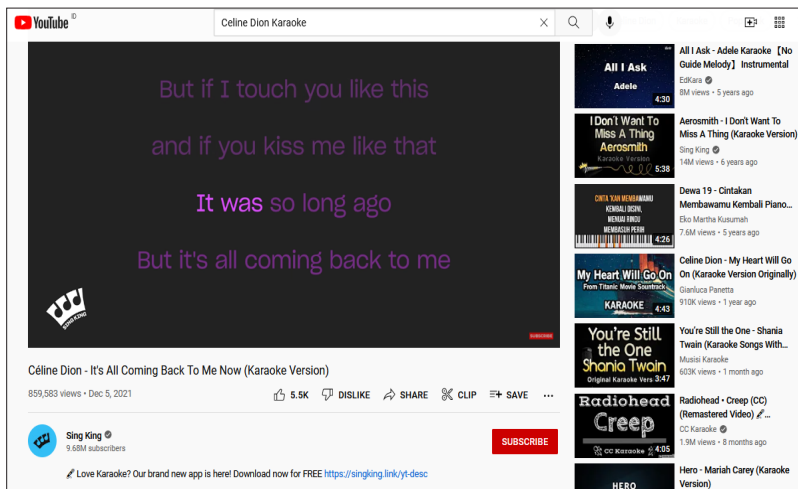 YouTube ID
Celine Dion Karaoke
But if I touch you like this
and if you kiss me like that
It was so long ago
But it's all coming back to me
SING KING
SUBSCRIBE
Céline Dion - It's All Coming Back To Me Now (Karaoke Version)
859,583 views • Dec 5, 2021
5.5K DISLIKE SHARE CLIP SAVE ...
Sing King
9.68M subscribers
SUBSCRIBE
🎤 Love Karaoke? Our brand new app is here! Download now for FREE https://singking.link/yt-desc
All I Ask
Adele
4:30
All I Ask - Adele Karaoke 【No
Guide Melody】 Instrumental
EdKara
8M views • 5 years ago
I Don't Want To
Miss A Thing
Aerosmith
Karaoke Version
5:38
Aerosmith - I Don't Want To
Miss A Thing (Karaoke Version)
Sing King
14M views • 6 years ago
CINTA 'KAN MEMBAWAMU
KEMBALI DISINI,
MENUAI RINDU
MEMBASUH PERIH
4:26
Dewa 19 - Cintakan
Membawamu Kembali Piano...
Eko Martha Kusumah
7.6M views • 5 years ago
My Heart Will Go On
From Titanic Movie Sountrack
KARAOKE
4:43
Celine Dion - My Heart Will Go
On (Karaoke Version Originally)
Gianluca Panetta
910K views • 1 year ago
You're Still
the One
Shania Twain
Original Karaoke Vers
3:47
You're Still the One - Shania
Twain (Karaoke Songs With...
Musisi Karaoke
603K views • 1 month ago
Radiohead
Creep
CC Karaoke
4:05
Radiohead • Creep (CC)
(Remastered Video) 🎤...
CC Karaoke
1.9M views • 8 months ago
HERO
Hero - Mariah Carey (Karaoke
Version)